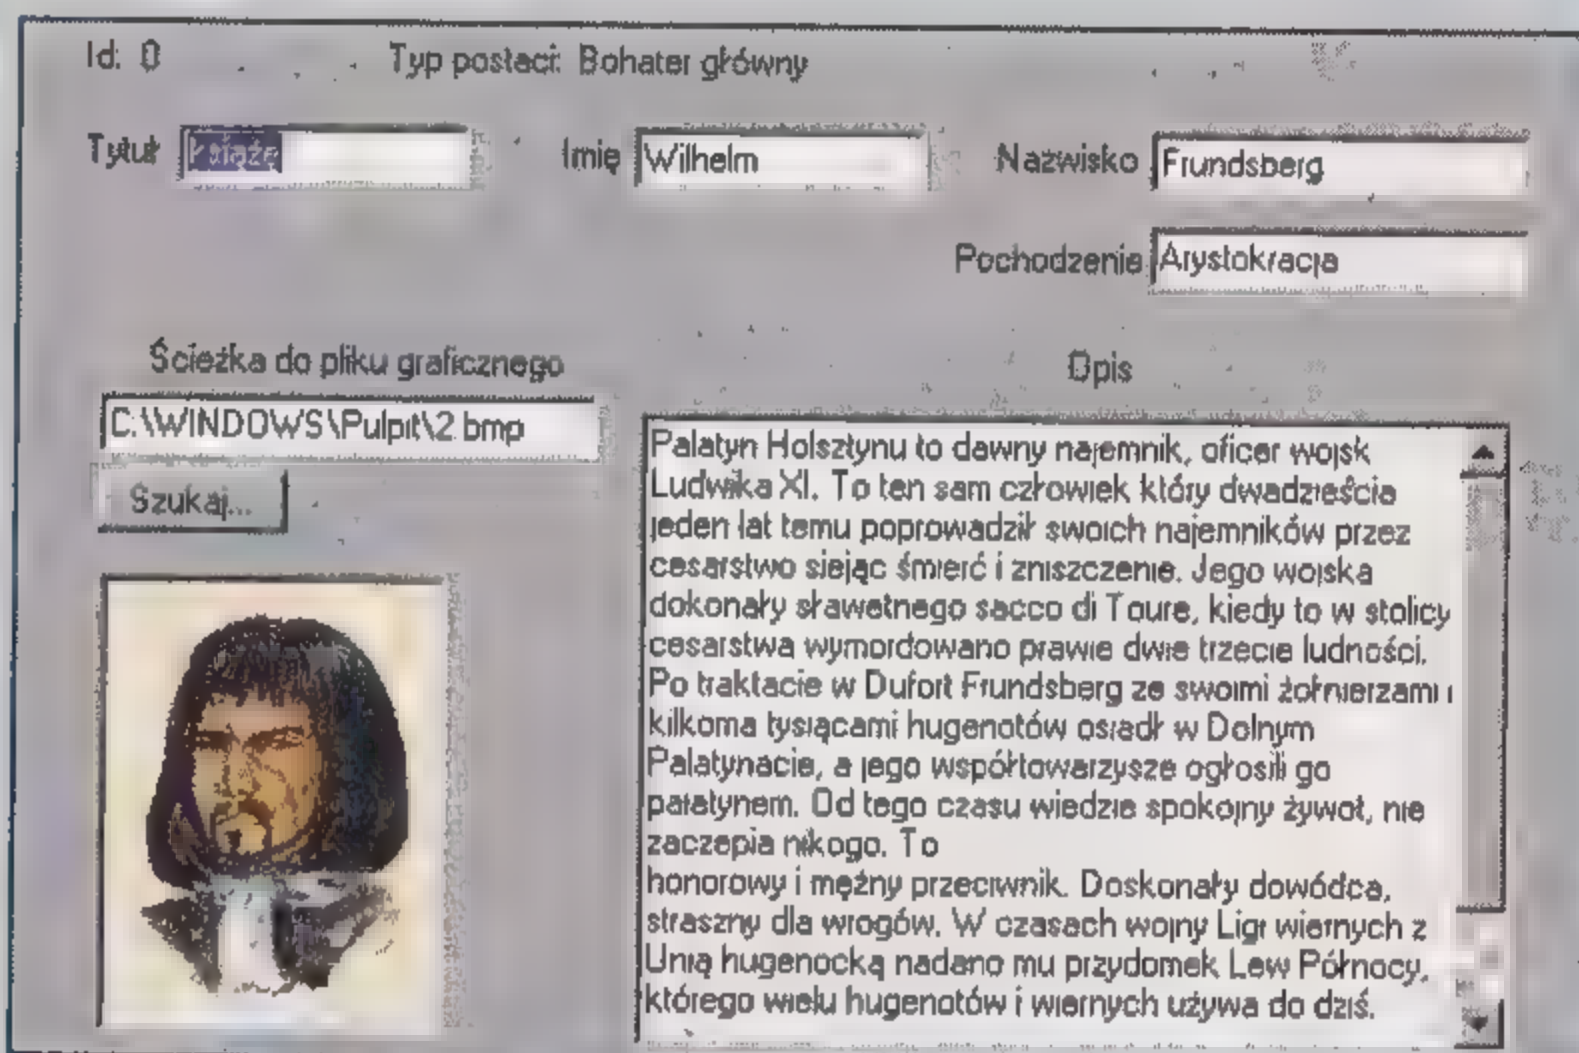 Id: 0 Typ postaci: Bohater główny
Tytuł książę Imię Wilhelm Nazwisko Frundsberg
Pochodzenie Arystokracja
Ścieżka do pliku graficznego
C:\WINDOWS\Pulpit\2.bmp
Szukaj...
Opis
Palatyn Holsztynu to dawny najemnik, oficer wojsk
Ludwika XI. To ten sam człowiek który dwadzieścia
jeden lat temu poprowadził swoich najemników przez
cesarstwo siejąc śmierć i zniszczenie. Jego wojska
dokonały sławetnego sacco di Toure, kiedy to w stolicy
cesarstwa wymordowano prawie dwie trzecie ludności.
Po traktacie w Dufort Frundsberg ze swoimi żołnierzami i
kilkoma tysiącami hugenotów osiadł w Dolnym
Palatynacie, a jego współtowarzysze ogłosili go
palatynem. Od tego czasu wiedzie spokojny żywot, nie
zaczepia nikogo. To
honorowy i mężny przeciwnik. Doskonały dowódca,
straszny dla wrogów. W czasach wojny Ligi wiernych z
Unią hugenocką nadano mu przydomek Lew Północy,
którego wielu hugenotów i wiernych używa do dziś.